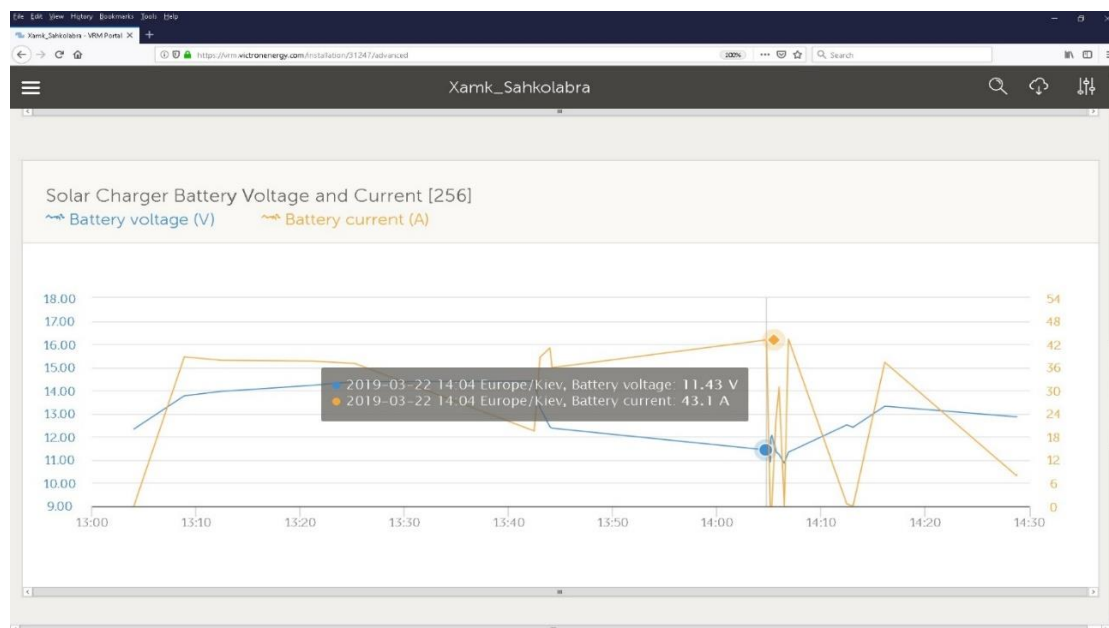 File Edit View History Bookmarks Tools Help
Xamk_Sahkolabra - VRM Portal
https://vrm.victronenergy.com/installation/31247/advanced
200%
Search
Xamk_Sahkolabra
Solar Charger Battery Voltage and Current [256]
Battery voltage (V) Battery current (A)
18.00 54
17.00 48
16.00 42
15.00 36
14.00 30
13.00 24
12.00 18
11.00 12
10.00 6
9.00 0
2019-03-22 14:04 Europe/Kiev, Battery voltage: 11.43 V
2019-03-22 14:04 Europe/Kiev, Battery current: 43.1 A
13:00 13:10 13:20 13:30 13:40 13:50 14:00 14:10 14:20 14:30